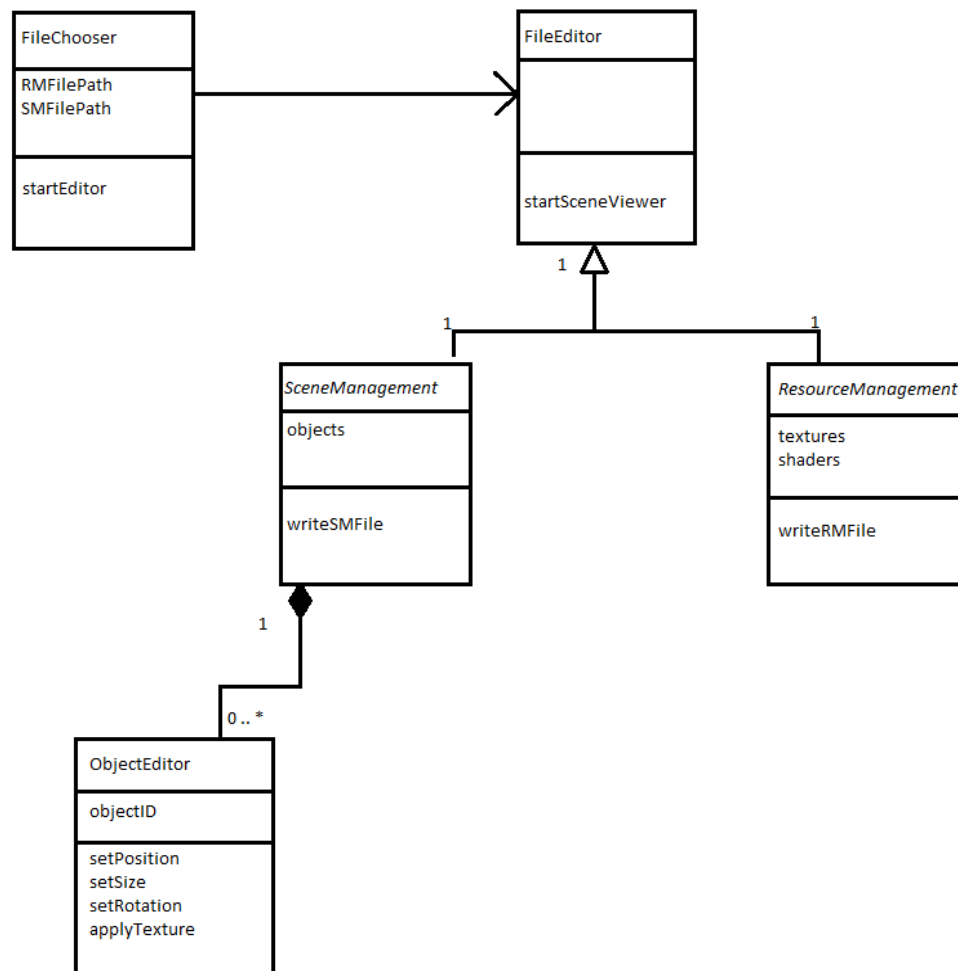 FileChooser
RMFilePath
SMFilePath
startEditor
FileEditor
startSceneViewer
1
1
1
SceneManagement
objects
writeSMFile
ResourceManagement
textures
shaders
writeRMFile
1
0 .. *
ObjectEditor
objectID
setPosition
setSize
setRotation
applyTexture